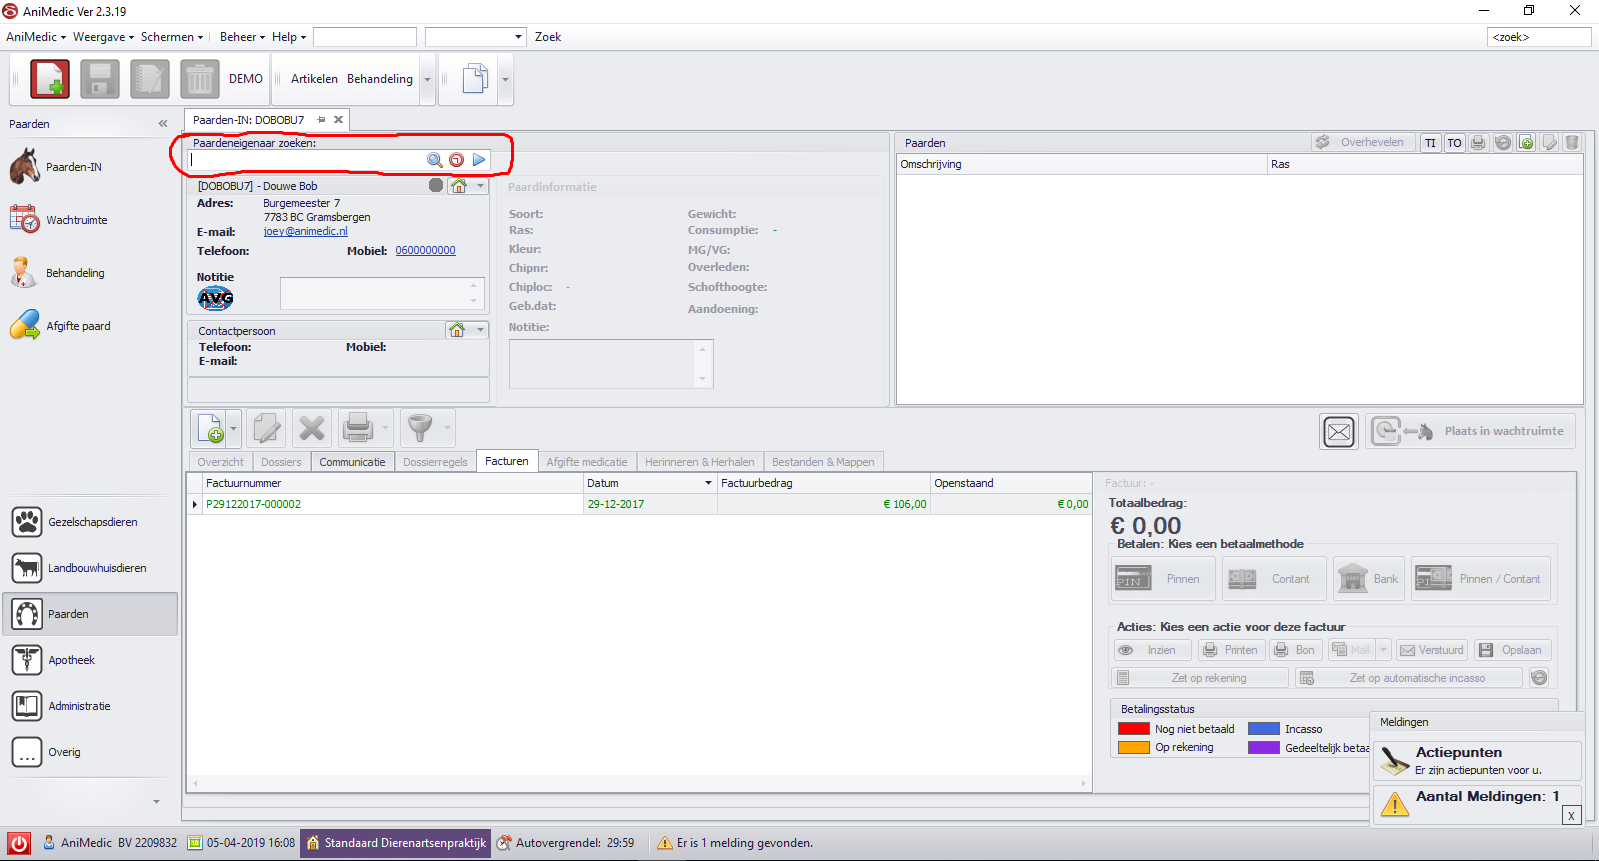 AniMedic Ver 2.3.19
AniMedic Weergave Schermen Beheer Help Zoek <zoek>
DEMO Artikelen Behandeling
Paarden
Paarden-IN
Wachtruimte
Behandeling
Afgifte paard
Gezelschapsdieren
Landbouwhuisdieren
Paarden
Apotheek
Administratie
Overig
Paarden-IN: DOBOBU7
Paardeneigenaar zoeken:
[DOBOBU7] - Douwe Bob
Adres: Burgemeester 7
7783 BC Gramsbergen
E-mail: joey@animedic.nl
Telefoon: Mobiel: 0600000000
Notitie
AVG
Contactpersoon
Telefoon: Mobiel:
E-mail:
Paardinformatie
Soort: Gewicht:
Ras: Consumptie: -
Kleur: MG/VG:
Chipnr: Overleden:
Chiploc: - Schofthoogte:
Geb.dat: Aandoening:
Notitie:
Paarden Overhevelen TI TO
Omschrijving Ras
Plaats in wachtruimte
Overzicht Dossiers Communicatie Dossierregels Facturen Afgifte medicatie Herinneren & Herhalen Bestanden & Mappen
Factuurnummer Datum Factuurbedrag Openstaand
P29122017-000002 29-12-2017 € 106,00 € 0,00
Factuur: -
Totaalbedrag:
€ 0,00
Betalen: Kies een betaalmethode
PIN Pinnen Contant Bank PI Pinnen / Contant
Acties: Kies een actie voor deze factuur
Inzien Printen Bon Mail Verstuurd Opslaan
Zet op rekening Zet op automatische incasso
Betalingsstatus
Nog niet betaald Incasso
Op rekening Gedeeltelijk betaa
Meldingen
Actiepunten
Er zijn actiepunten voor u.
Aantal Meldingen: 1
X
AniMedic BV 2209832 05-04-2019 16:08 Standaard Dierenartsenpraktijk Autovergrendel: 29:59 Er is 1 melding gevonden.